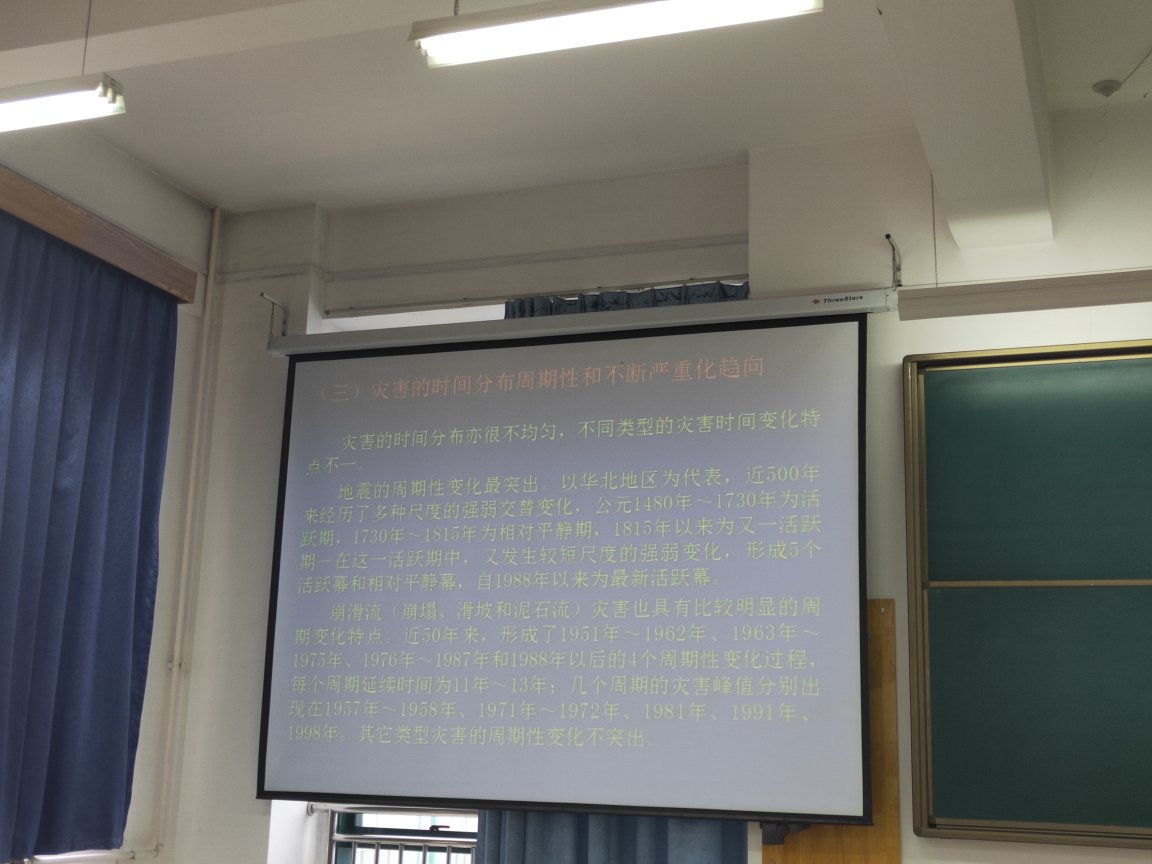 ThreeStars
（三）灾害的时间分布周期性和不断严重化趋向
灾害的时间分布亦很不均匀，不同类型的灾害时间变化特
点不一。
地震的周期性变化最突出。以华北地区为代表，近500年
来经历了多种尺度的强弱交替变化，公元1480年～1730年为活
跃期，1730年～1815年为相对平静期，1815年以来为又一活跃
期－在这一活跃期中，又发生较短尺度的强弱变化，形成5个
活跃幕和相对平静幕，自1988年以来为最新活跃幕。
崩滑流（崩塌、滑坡和泥石流）灾害也具有比较明显的周
期变化特点。近50年来，形成了1951年～1962年、1963年～
1975年、1976年～1987年和1988年以后的4个周期性变化过程，
每个周期延续时间为11年～13年；几个周期的灾害峰值分别出
现在1957年～1958年、1971年～1972年、1981年、1991年、
1998年。其它类型灾害的周期性变化不突出。